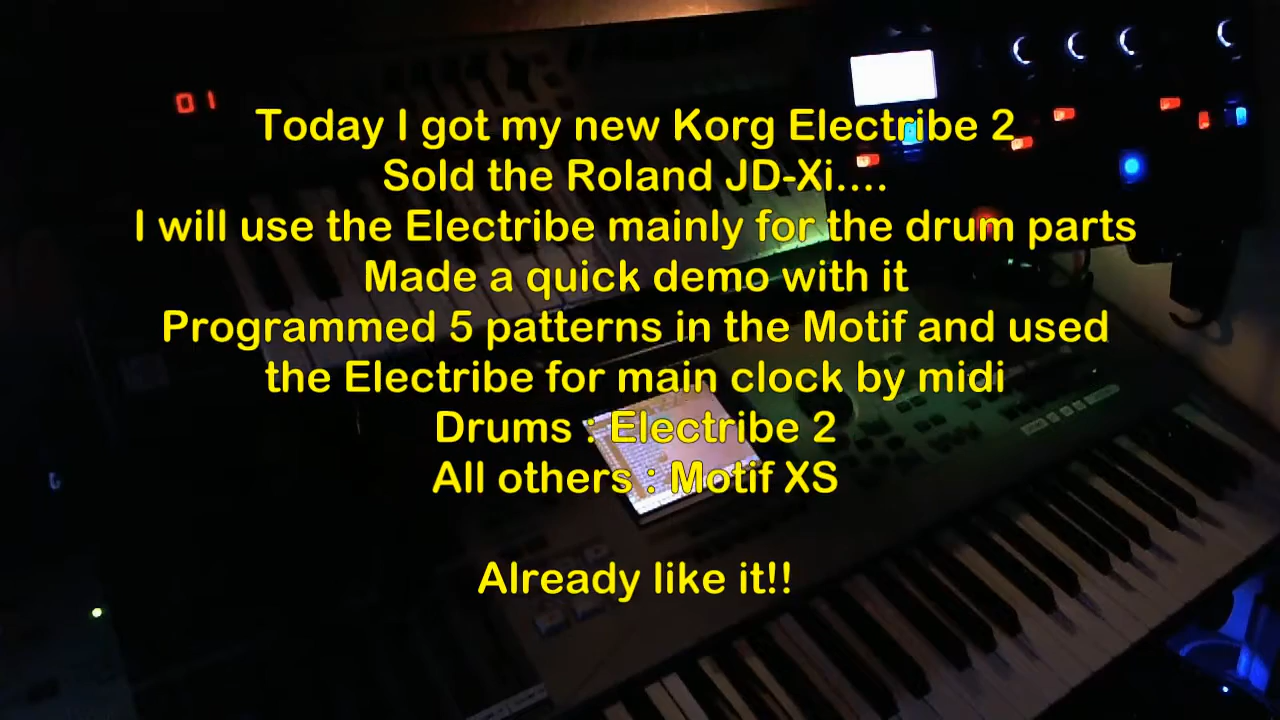 01
Today I got my new Korg Electribe 2
Sold the Roland JD-Xi....
I will use the Electribe mainly for the drum parts
Made a quick demo with it
Programmed 5 patterns in the Motif and used
the Electribe for main clock by midi
Drums : Electribe 2
All others : Motif XS
Already like it!!